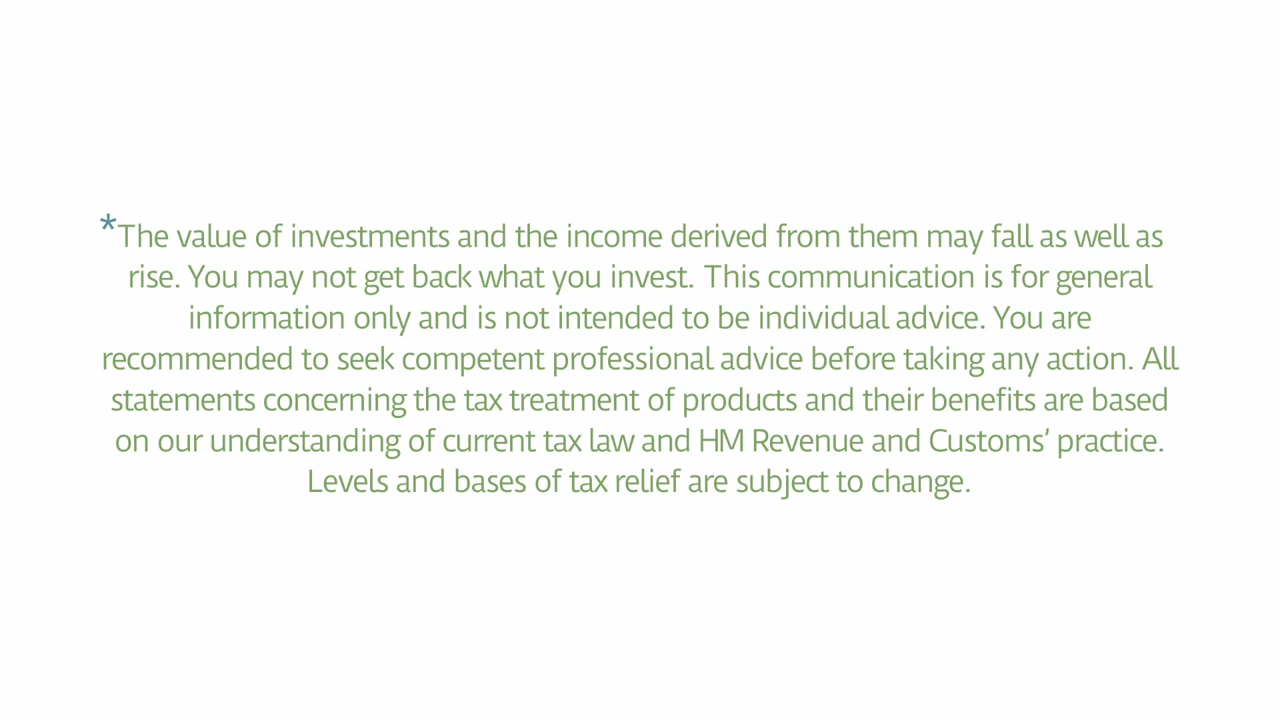 *The value of investments and the income derived from them may fall as well as
rise. You may not get back what you invest. This communication is for general
information only and is not intended to be individual advice. You are
recommended to seek competent professional advice before taking any action. All
statements concerning the tax treatment of products and their benefits are based
on our understanding of current tax law and HM Revenue and Customs’ practice.
Levels and bases of tax relief are subject to change.